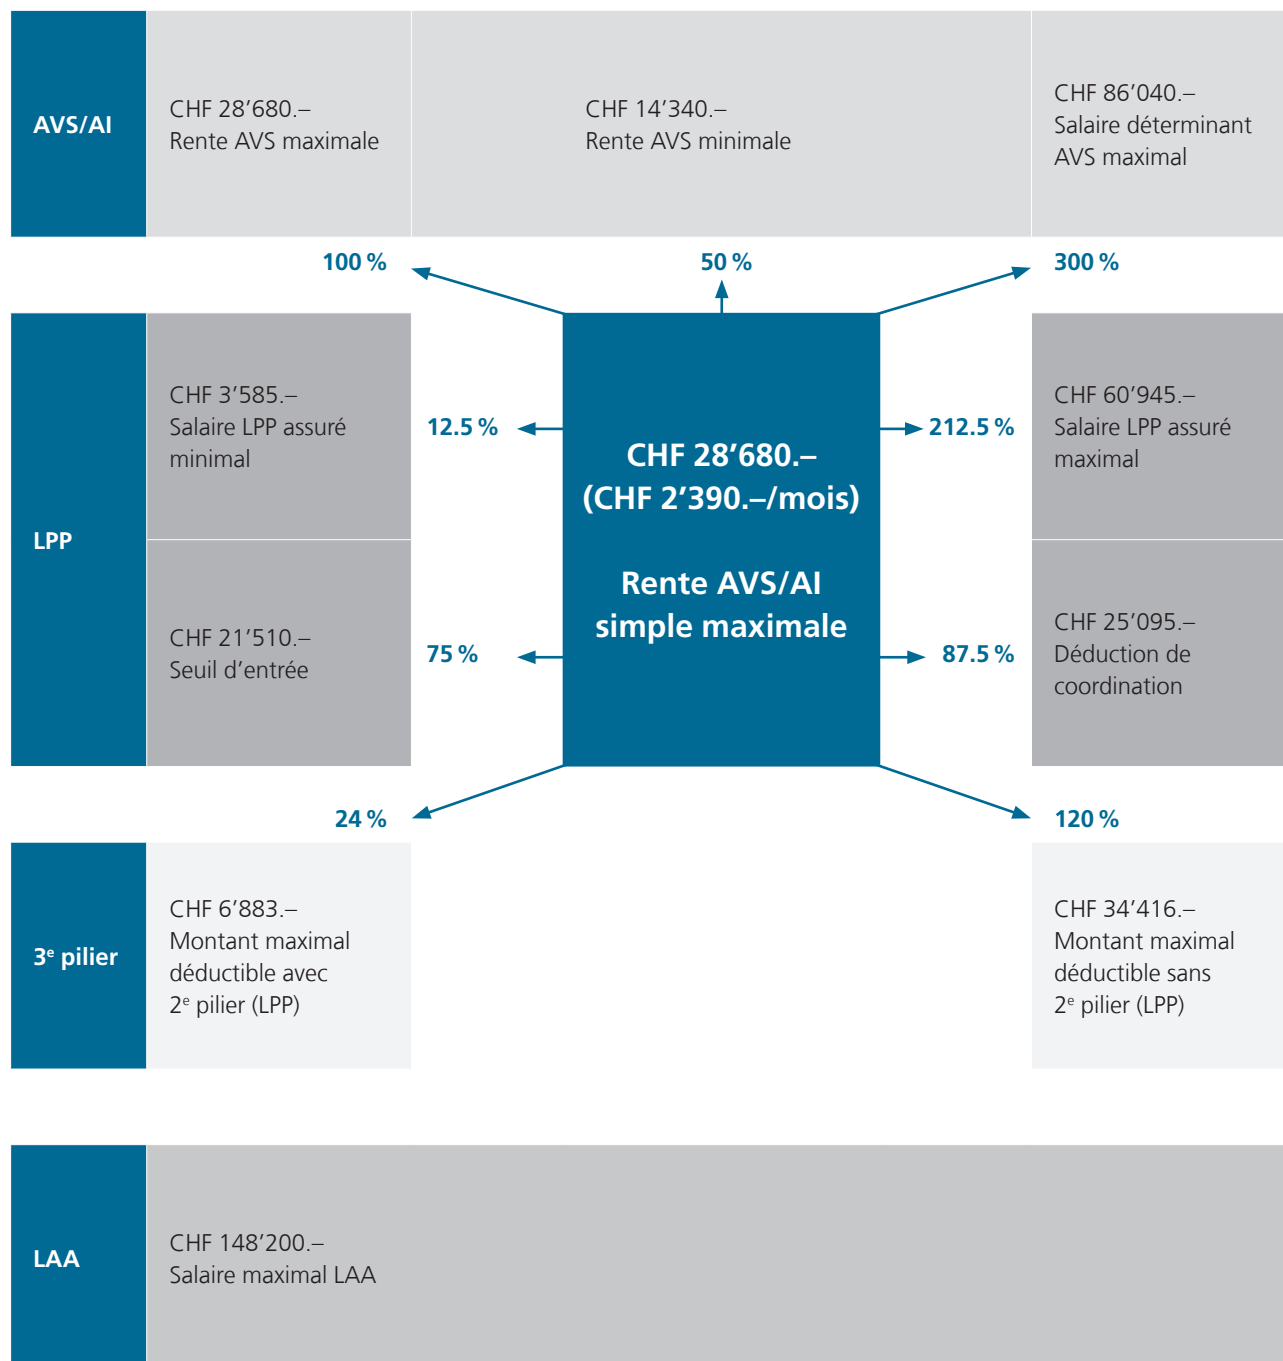 AVS/AI
CHF 28’680.–
Rente AVS maximale
CHF 14’340.–
Rente AVS minimale
CHF 86’040.–
Salaire déterminant
AVS maximal
100 %
50 %
300 %
LPP
CHF 3’585.–
Salaire LPP assuré
minimal
12.5 %
CHF 28’680.–
(CHF 2’390.–/mois)
Rente AVS/AI
simple maximale
212.5 %
CHF 60’945.–
Salaire LPP assuré
maximal
CHF 21’510.–
Seuil d’entrée
75 %
87.5 %
CHF 25’095.–
Déduction de
coordination
24 %
120 %
3e pilier
CHF 6’883.–
Montant maximal
déductible avec
2e pilier (LPP)
CHF 34’416.–
Montant maximal
déductible sans
2e pilier (LPP)
LAA
CHF 148’200.–
Salaire maximal LAA